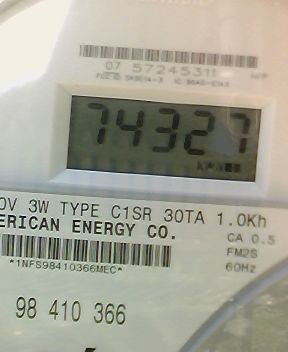 07 57245311
74327
0V 3W TYPE C1SR 30TA 1.0Kh
ERICAN ENERGY CO.
CA 0.5
*1NFS98410366MEC*
FM2S
60Hz
98 410 366